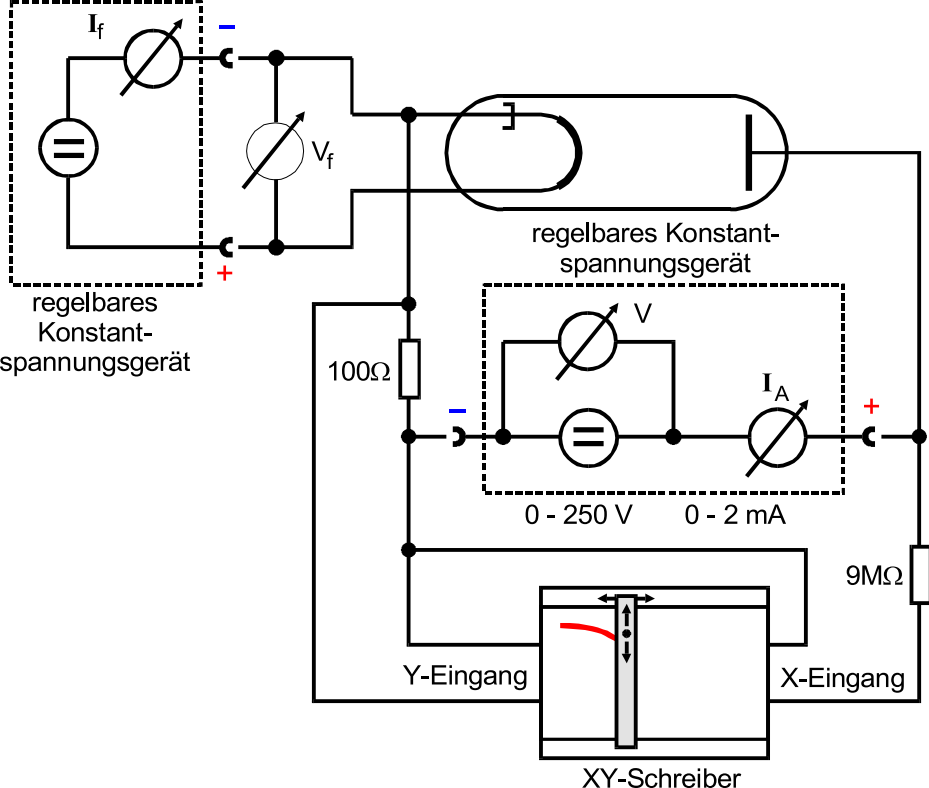 If
−
Vf
+
regelbares
Konstant-
spannungsgerät
regelbares Konstant-
spannungsgerät
V
100Ω
−
IA
+
0 - 250 V
0 - 2 mA
9MΩ
Y-Eingang
X-Eingang
XY-Schreiber